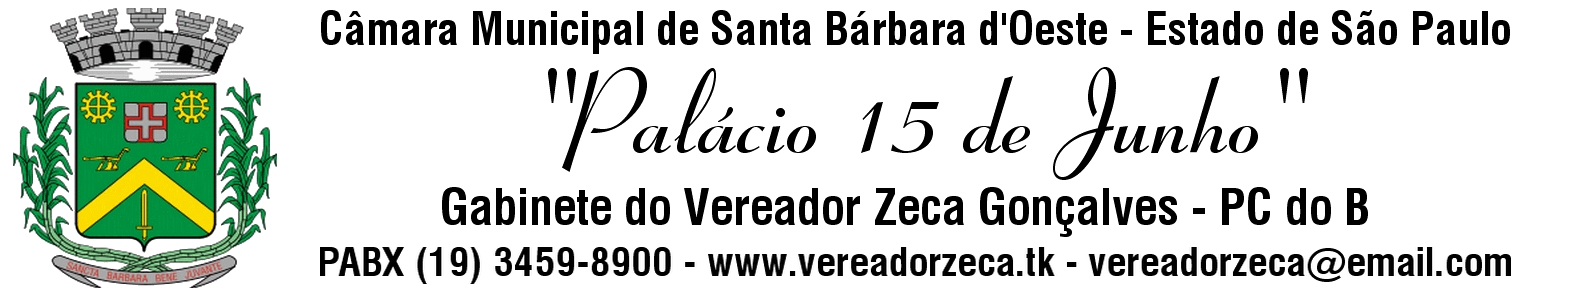 Câmara Municipal de Santa Bárbara d'Oeste - Estado de São Paulo
"Palácio 15 de Junho"
Gabinete do Vereador Zeca Gonçalves - PC do B
PABX (19) 3459-8900 - www.vereadorzeca.tk - vereadorzeca@email.com
SANCTA BARBARA BENE JUVANTE